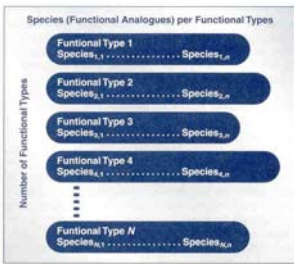 Species (Functional Analogues) per Functional Types
Number of Functional Types
Funtional Type 1
Species1,1 . . . . . . . . . . . . . . Species1,n
Funtional Type 2
Species2,1 . . . . . . . . . . . . . . Species2,n
Funtional Type 3
Species3,1 . . . . . . . . . . . . . . Species3,n
Funtional Type 4
Species4,1 . . . . . . . . . . . . . . Species4,n
Funtional Type N
SpeciesN,1 . . . . . . . . . . . . . . SpeciesN,n